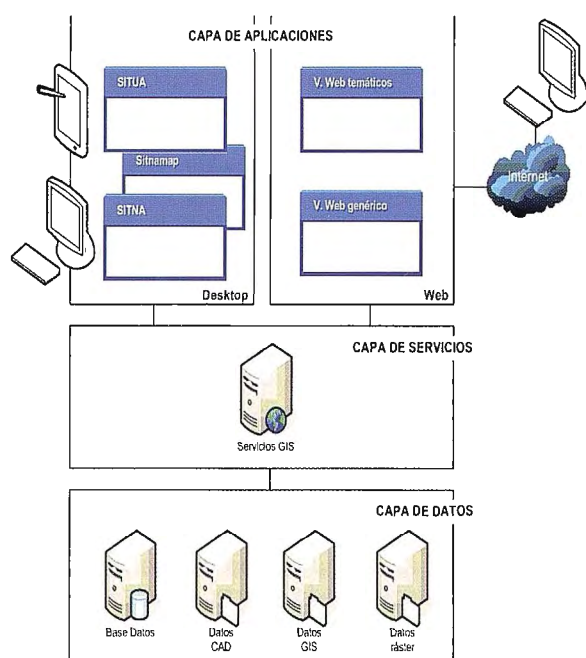 CAPA DE APLICACIONES
SITUA
Sitnamap
SITNA
Desktop
V. Web temáticos
V. Web genérico
Web
Internet
CAPA DE SERVICIOS
Servicios GIS
CAPA DE DATOS
Base Datos
Datos
CAD
Datos
GIS
Datos
ráster